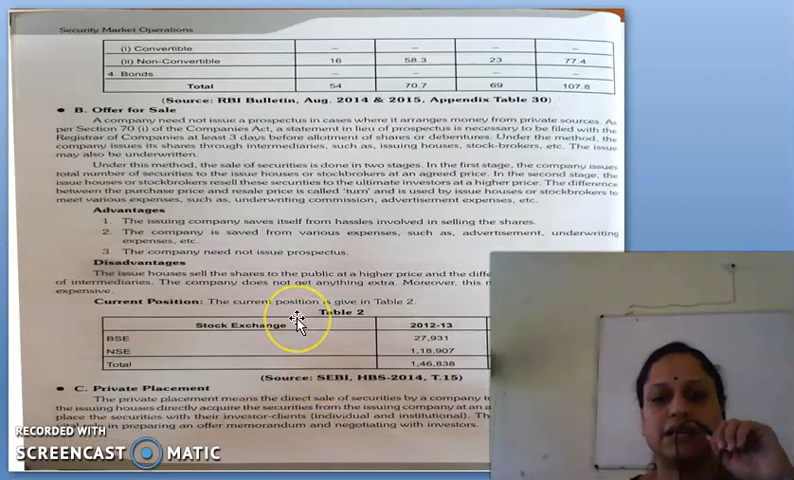 Security Market Operations
(i) Convertible – – – –
(ii) Non-Convertible 16 58.3 23 77.4
4. Bonds – – – –
Total 54 70.7 69 107.8
(Source: RBI Bulletin, Aug. 2014 & 2015, Appendix Table 30)
• B. Offer for Sale
A company need not issue a prospectus in cases where it arranges money from private sources. As
per Section 70 (i) of the Companies Act, a statement in lieu of prospectus is necessary to be filed with the
Registrar of Companies at least 3 days before allotment of shares or debentures. Under the method, the
company issues its shares through intermediaries, such as, issuing houses, stock-brokers, etc. The issue
may also be underwritten.
Under this method, the sale of securities is done in two stages. In the first stage, the company issues
total number of securities to the issue houses or stockbrokers at an agreed price. In the second stage, the
issue houses or stockbrokers resell these securities to the ultimate investors at a higher price. The difference
between the purchase price and resale price is called 'turn' and is used by issue houses or stockbrokers to
meet various expenses, such as, underwriting commission, advertisement expenses, etc.
Advantages
1. The issuing company saves itself from hassles involved in selling the shares.
2. The company is saved from various expenses, such as, advertisement, underwriting
expenses, etc.
3 The company need not issue prospectus.
Disadvantages
The issue houses sell the shares to the public at a higher price and the
of intermediaries. The company does not get anything extra. Moreover, this
expensive.
Current Position: The current position is give in Table 2.
Table 2
Stock Exchange 2012-13
BSE 27,931
NSE 1,18,907
Total 1,46,838
(Source: SEBI, HBS-2014, T.15)
• C. Private Placement
The private placement means the direct sale of securities by a company
the issuing houses directly acquire the securities from the issuing company at an
place the securities with their investor-clients (individual and institutional).
in preparing an offer memorandum and negotiating with investors.
RECORDED WITH
SCREENCAST MATIC